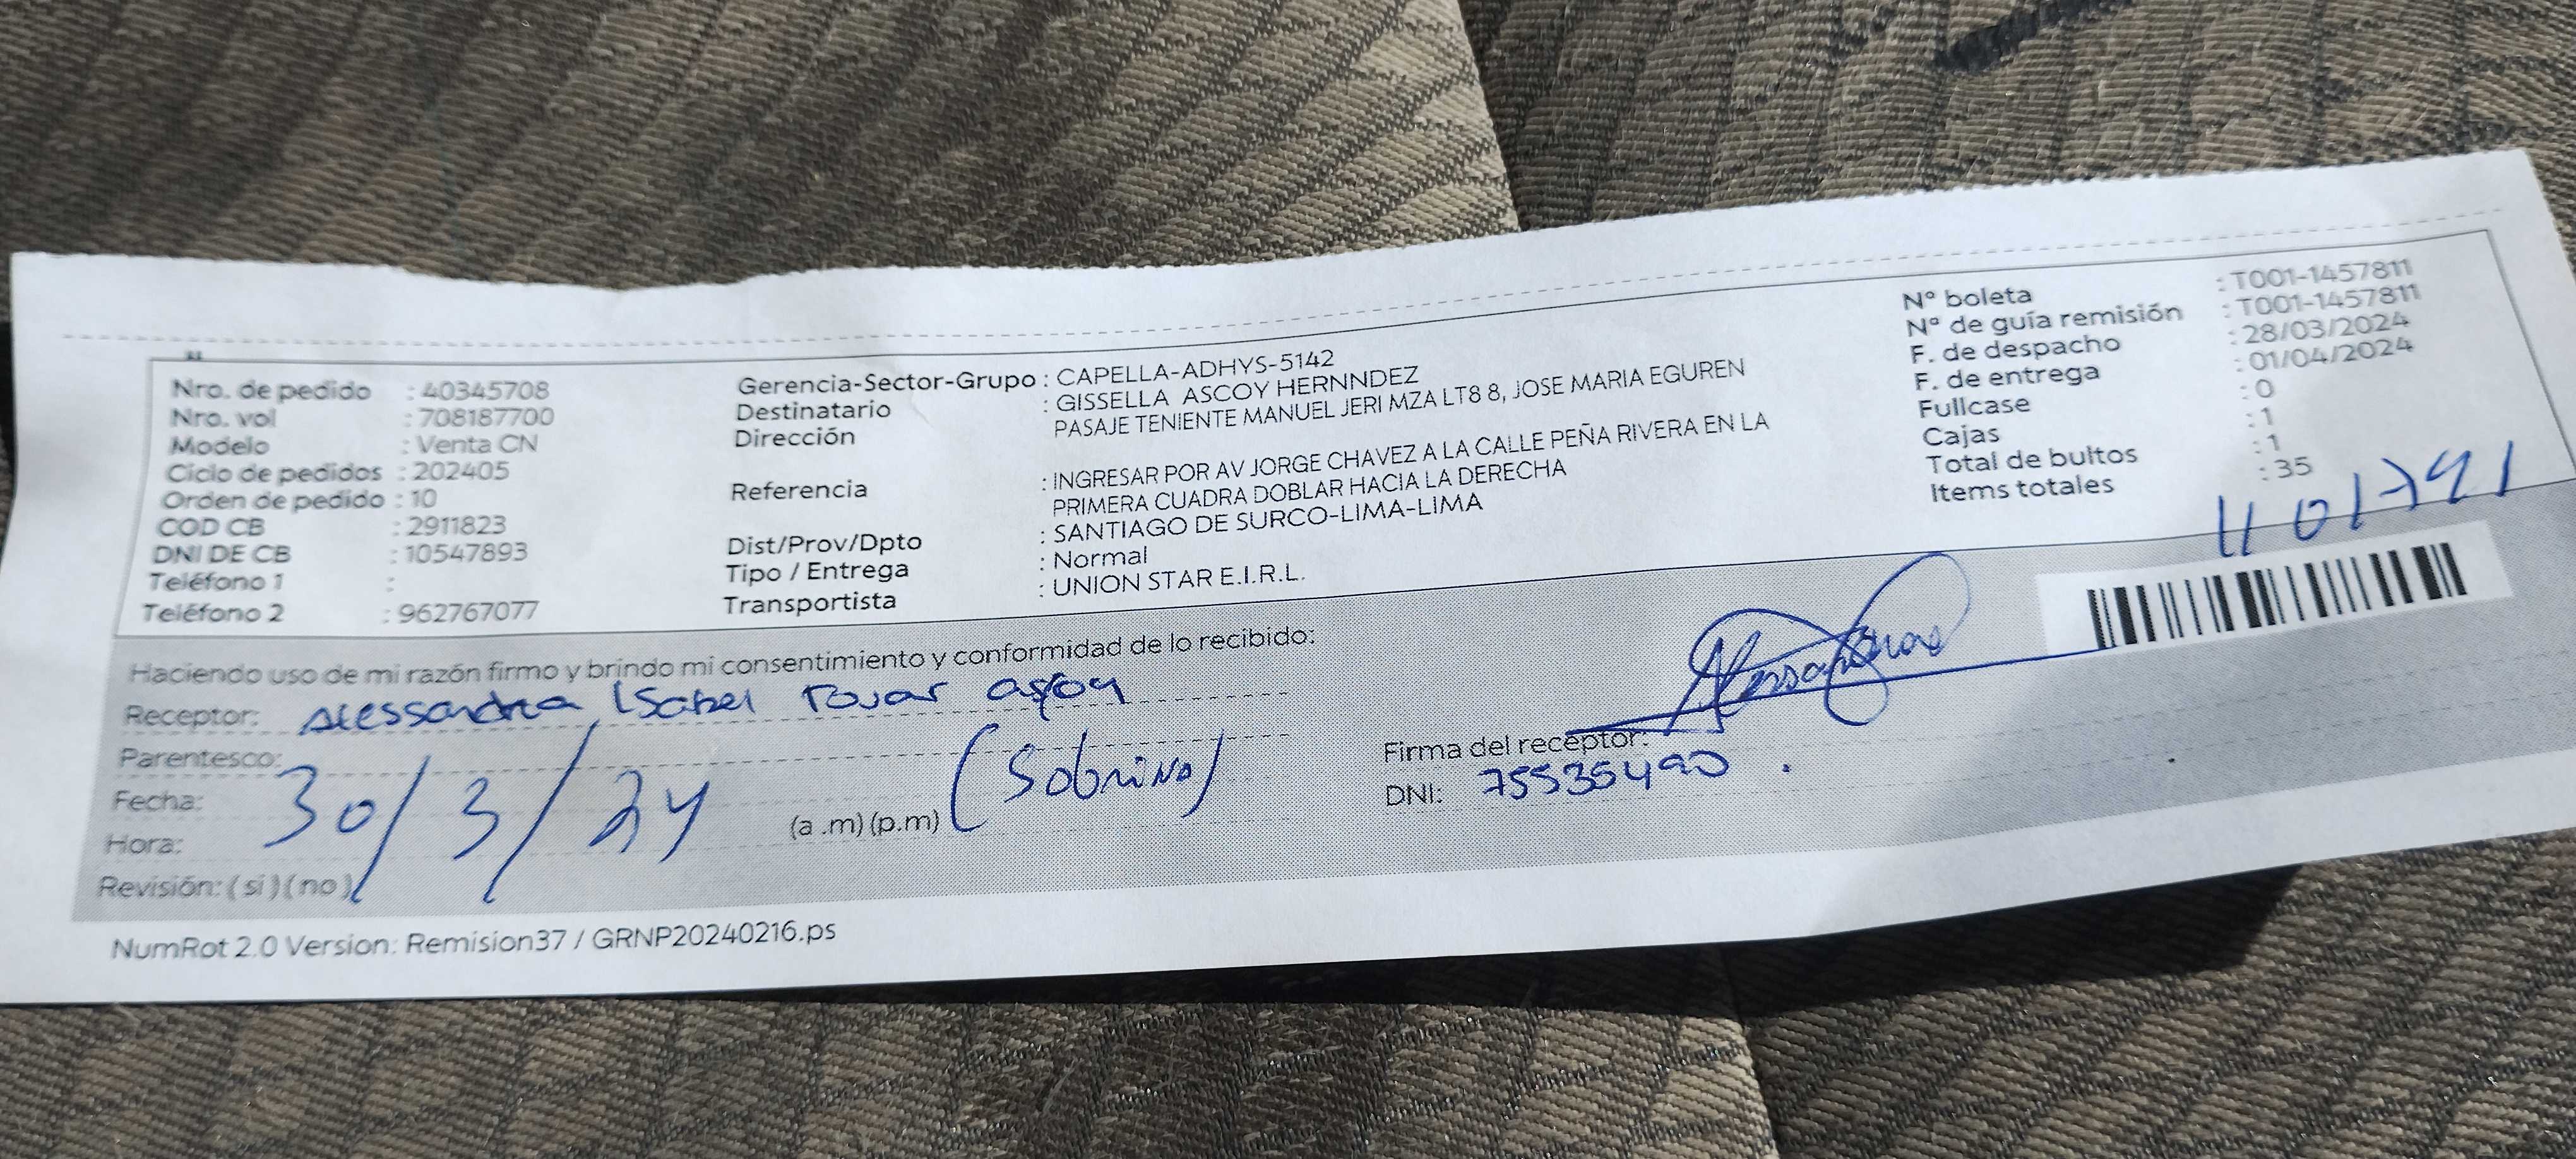 Nro. de pedido : 40345708
Nro. vol : 708187700
Modelo : Venta CN
Ciclo de pedidos : 202405
Orden de pedido : 10
COD CB : 2911823
DNI DE CB : 10547893
Teléfono 1 :
Teléfono 2 : 962767077
Gerencia-Sector-Grupo : CAPELLA-ADHYS-5142
Destinatario : GISSELLA ASCOY HERNNDEZ
Dirección PASAJE TENIENTE MANUEL JERI MZA LT8 8, JOSE MARIA EGUREN
Referencia : INGRESAR POR AV JORGE CHAVEZ A LA CALLE PEÑA RIVERA EN LA
PRIMERA CUADRA DOBLAR HACIA LA DERECHA
Dist/Prov/Dpto : SANTIAGO DE SURCO-LIMA-LIMA
Tipo / Entrega : Normal
Transportista : UNION STAR E.I.R.L.
N° boleta : T001-1457811
N° de guía remisión : T001-1457811
F. de despacho : 28/03/2024
F. de entrega : 01/04/2024
Fullcase : 0
Cajas : 1
Total de bultos : 1
Items totales : 35
1101791
Haciendo uso de mi razón firmo y brindo mi consentimiento y conformidad de lo recibido:
Receptor: Alessandra Isabel Tovar Ascoy
Parentesco: (Sobrina)
Fecha: 30/3/24
Hora: (a .m) (p.m)
Revisión: ( si ) ( no )
Firma del receptor:
DNI: 75535490
NumRot 2.0 Version: Remision37 / GRNP20240216.ps